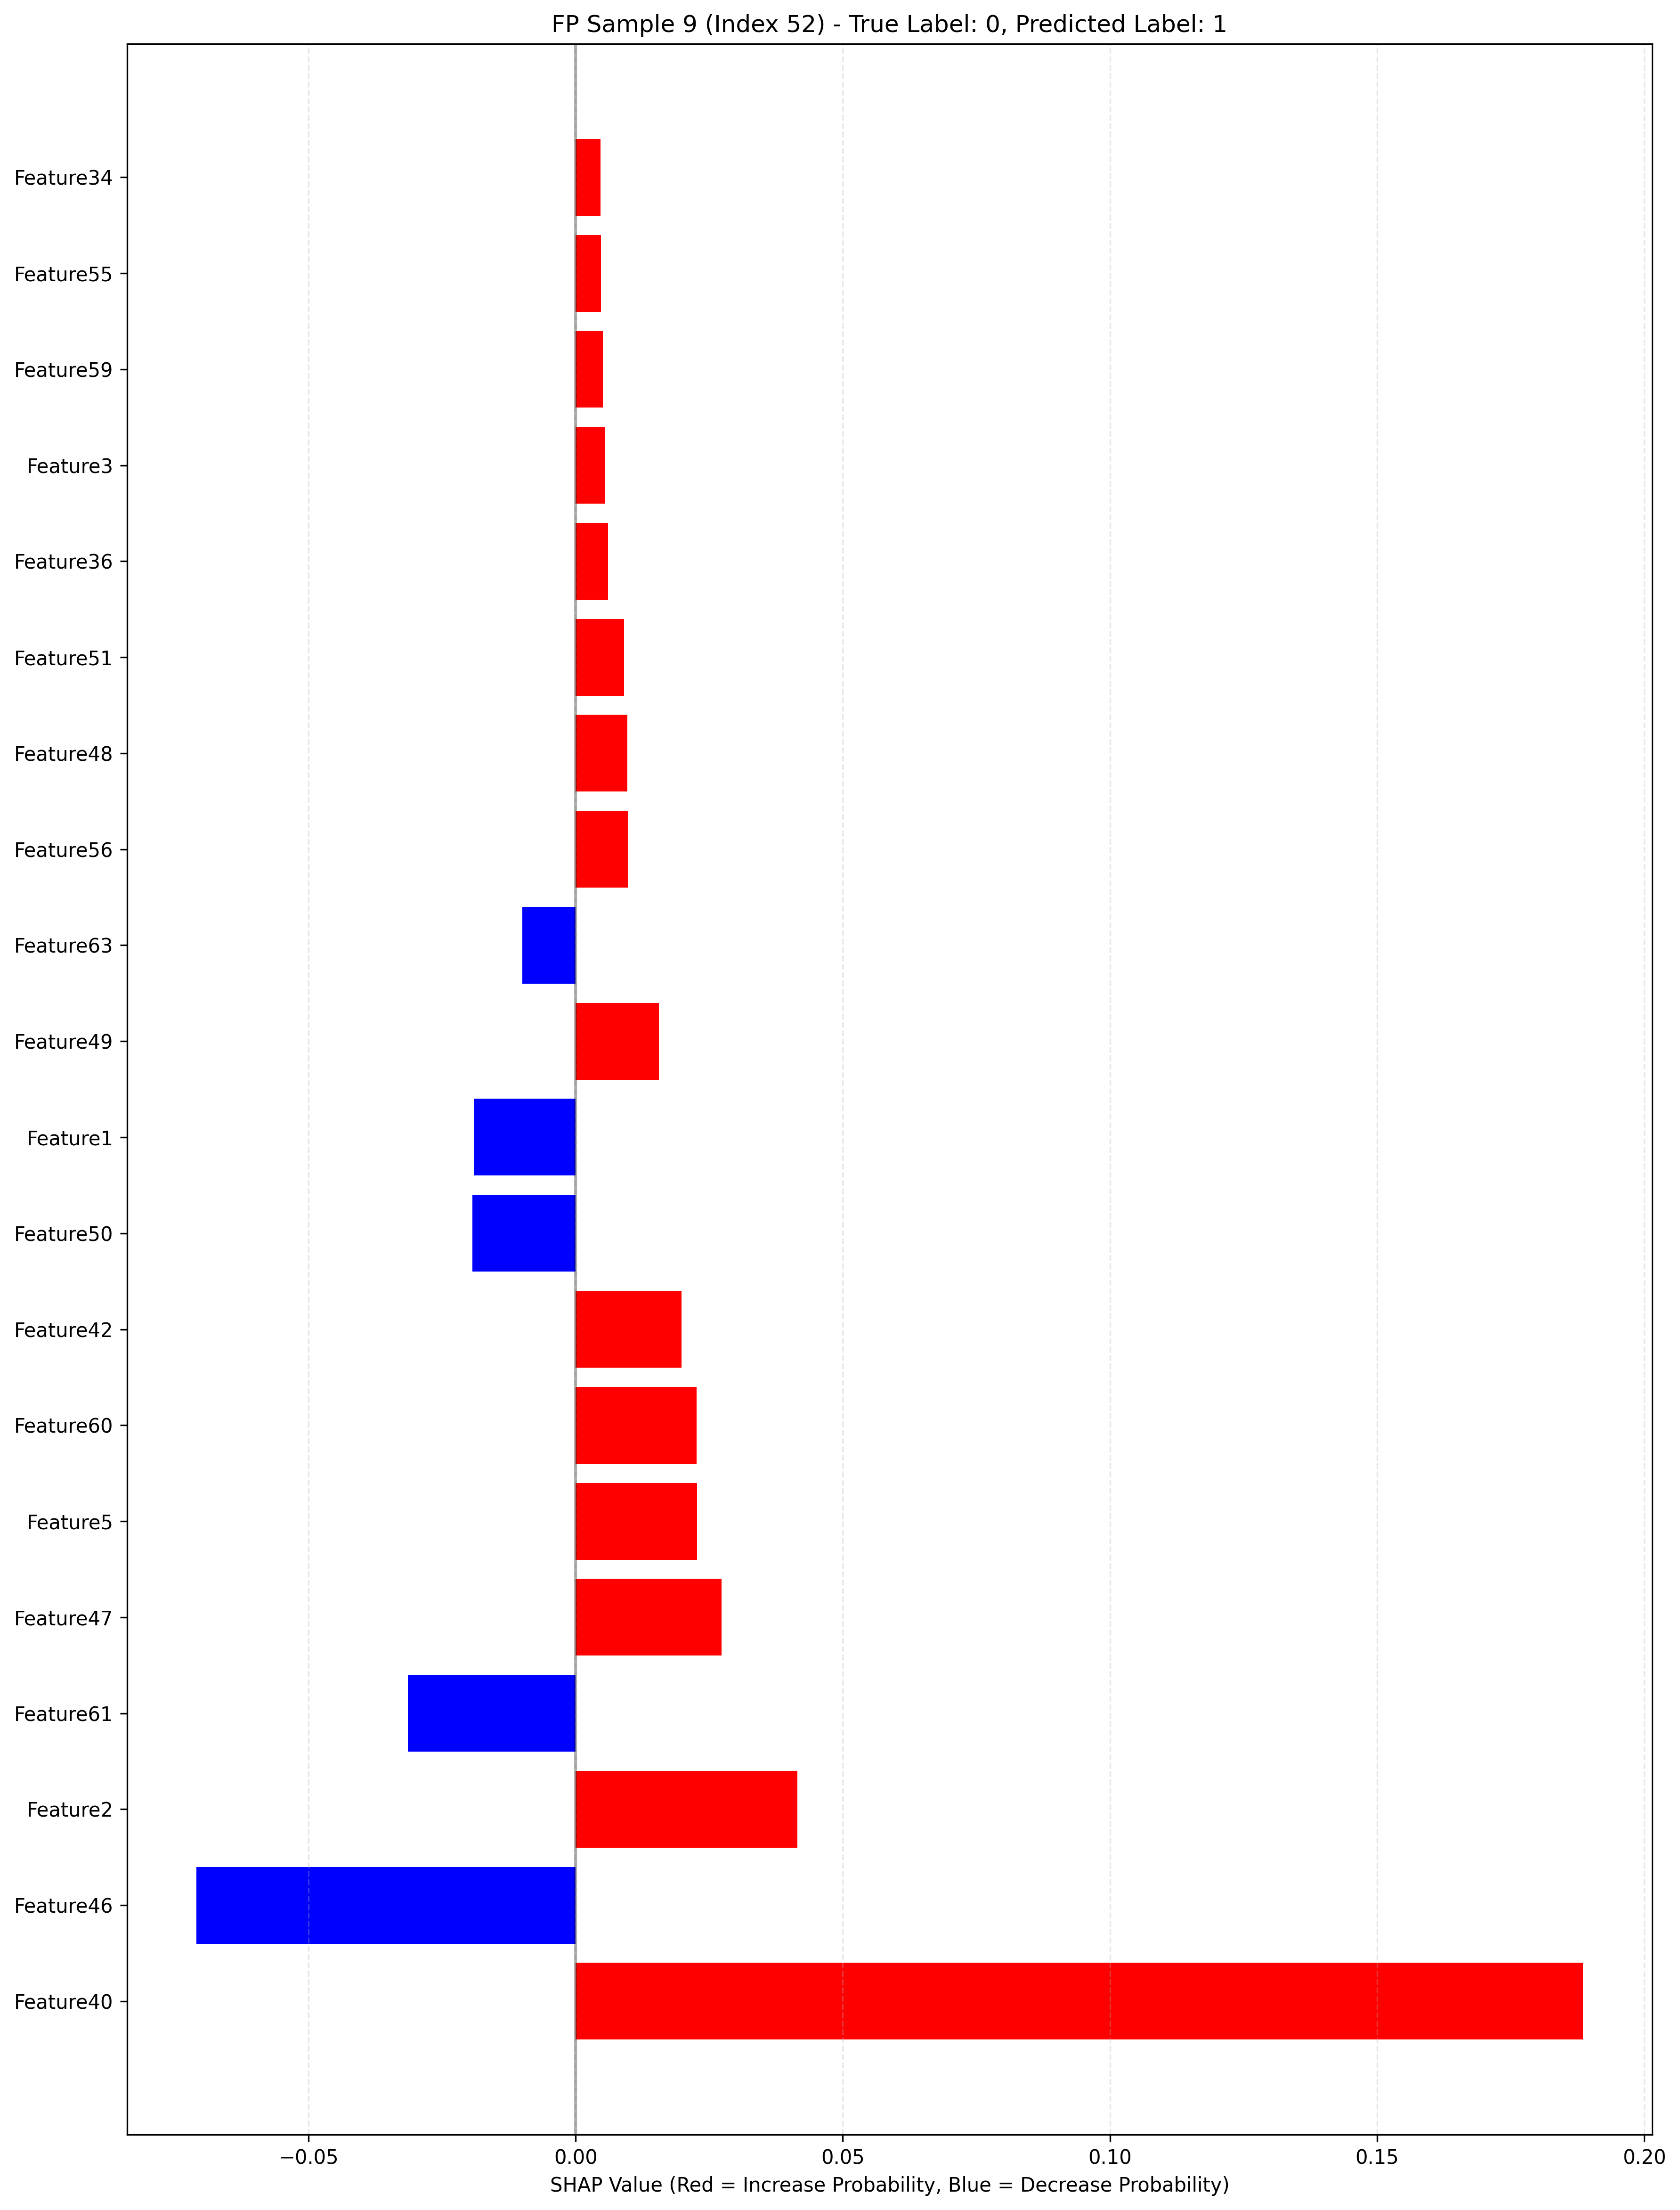 FP Sample 9 (Index 52) - True Label: 0, Predicted Label: 1
Feature34
Feature55
Feature59
Feature3
Feature36
Feature51
Feature48
Feature56
Feature63
Feature49
Feature1
Feature50
Feature42
Feature60
Feature5
Feature47
Feature61
Feature2
Feature46
Feature40
−0.05 0.00 0.05 0.10 0.15 0.20
SHAP Value (Red = Increase Probability, Blue = Decrease Probability)